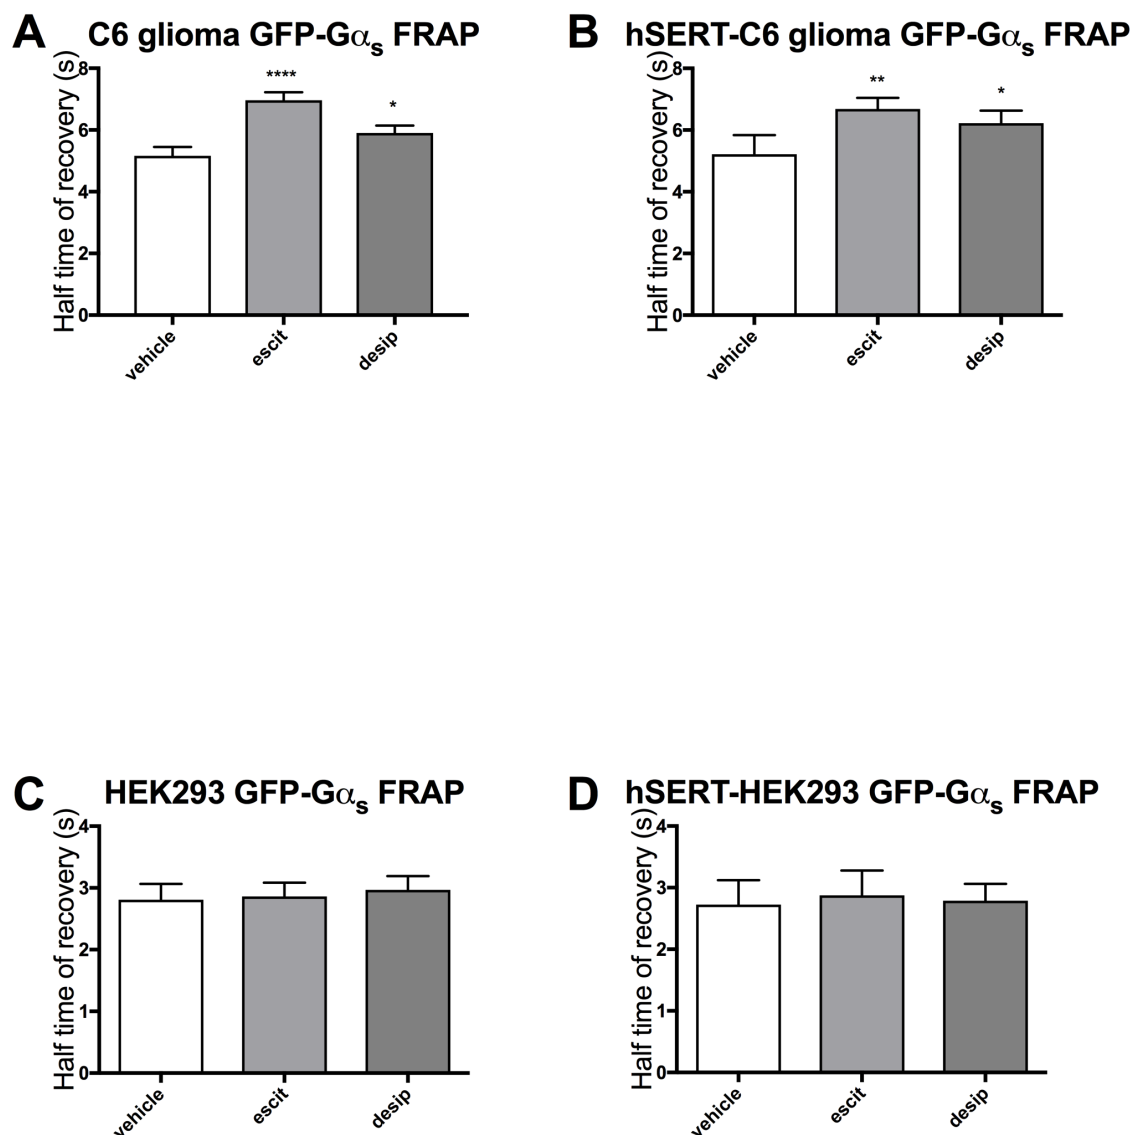 A C6 glioma GFP-Gαs FRAP
Half time of recovery (s)
8
6
4
2
0
****
*
vehicle
escit
desip
B hSERT-C6 glioma GFP-Gαs FRAP
Half time of recovery (s)
8
6
4
2
0
**
*
vehicle
escit
desip
C HEK293 GFP-Gαs FRAP
Half time of recovery (s)
4
3
2
1
0
vehicle
escit
desip
D hSERT-HEK293 GFP-Gαs FRAP
Half time of recovery (s)
4
3
2
1
0
vehicle
escit
desip